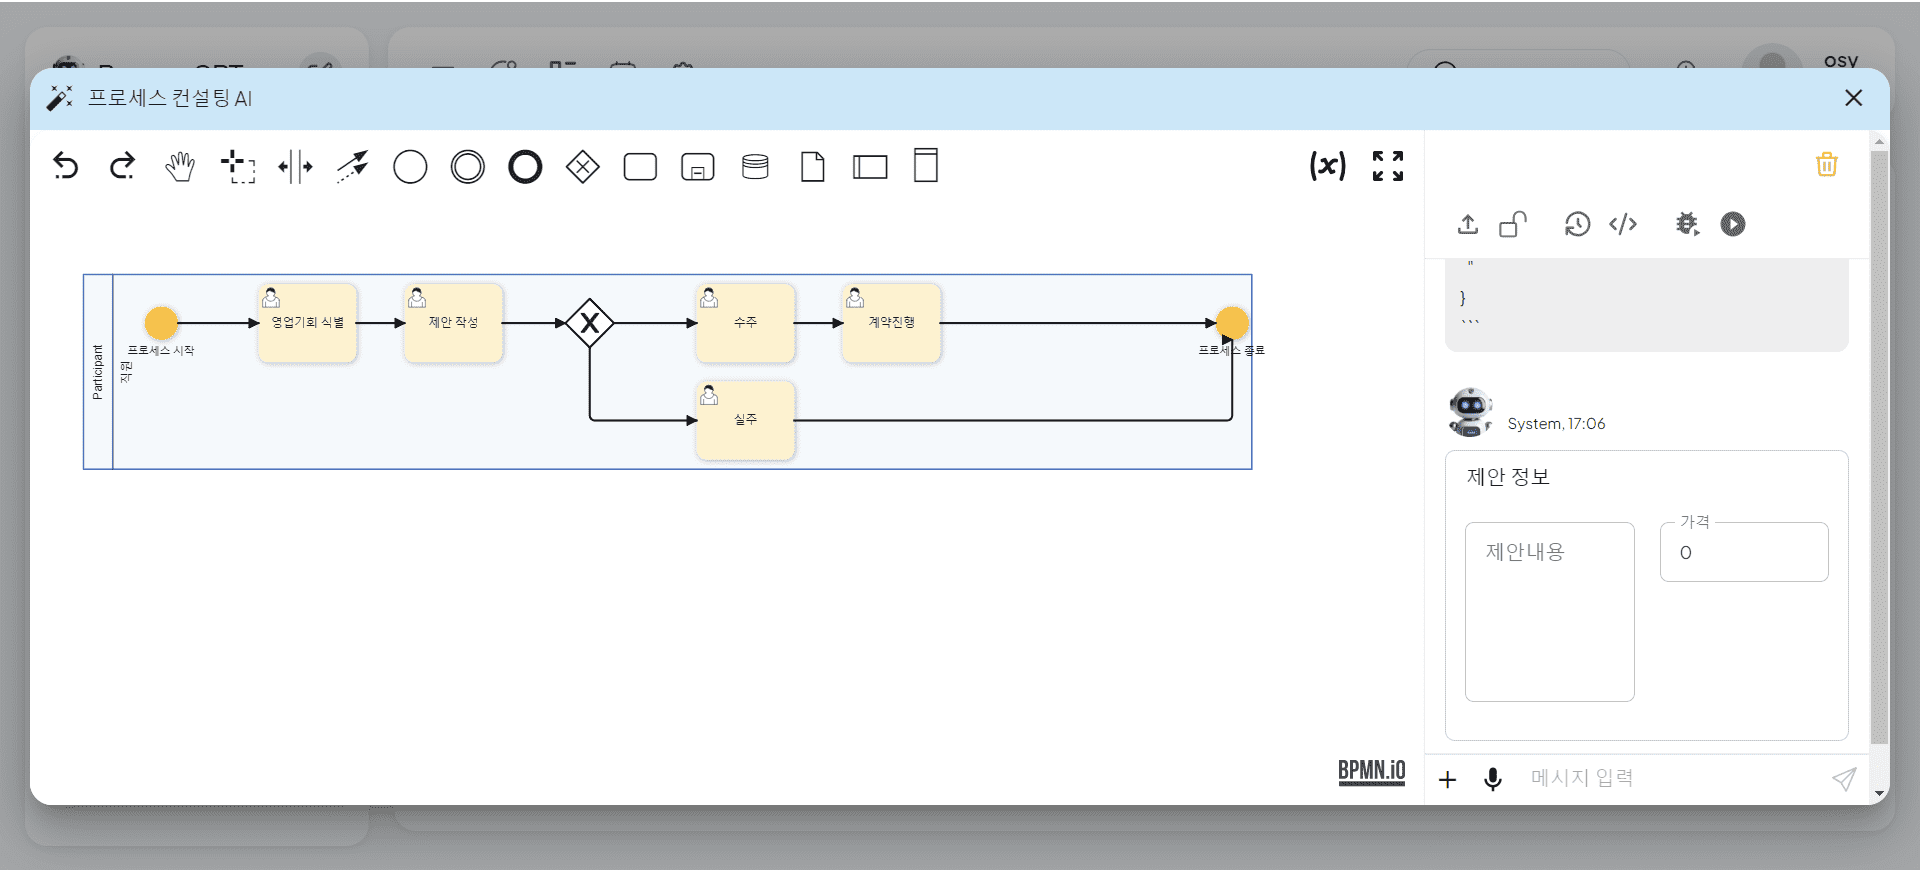 osv
프로세스 컨설팅 AI
(x)
Participant
직원
프로세스 시작
영업기회 식별
제안 작성
X
수주
계약진행
프로세스 종료
실주
BPMN.iO
}
```
System, 17:06
제안 정보
제안내용
가격
0
메시지 입력